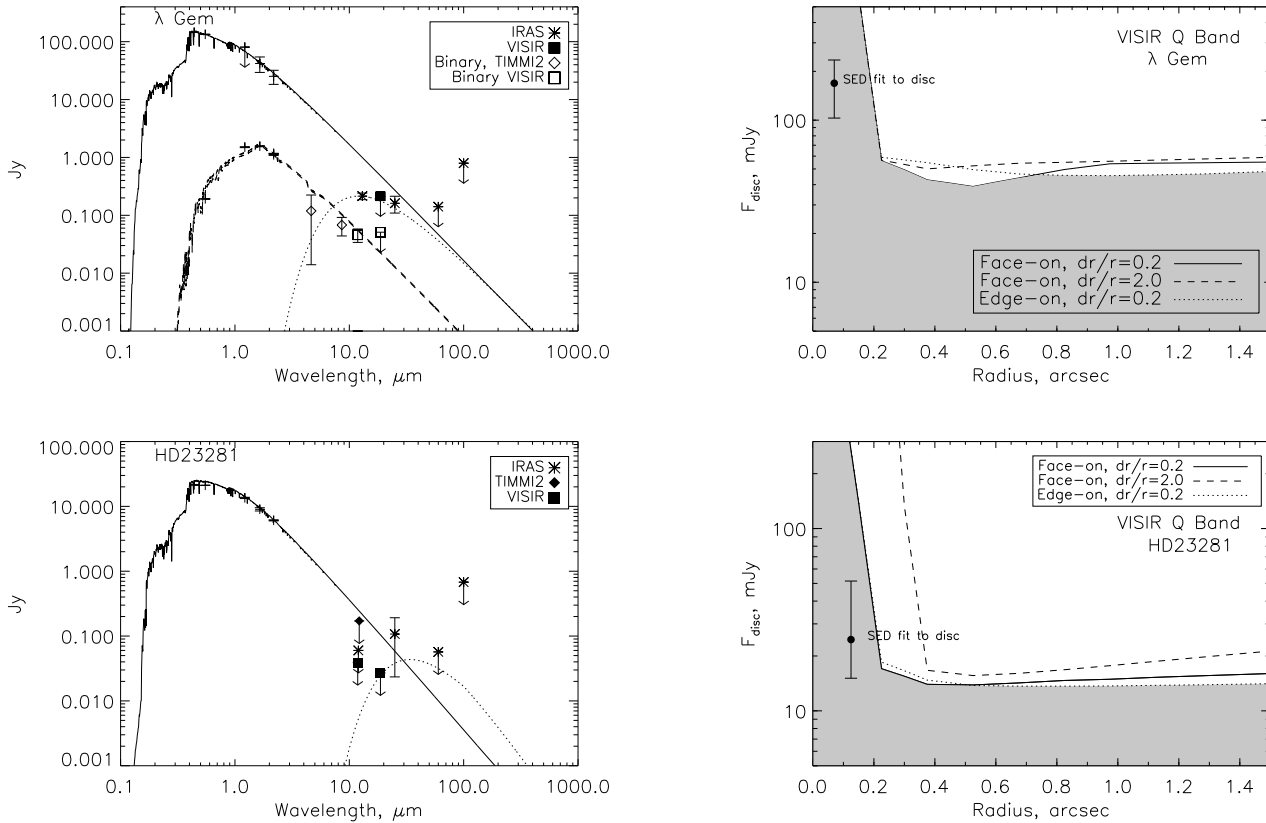 λ Gem
IRAS
VISIR
Binary, TIMMI2
Binary VISIR
100.000
10.000
1.000
0.100
0.010
0.001
Jy
0.1 1.0 10.0 100.0 1000.0
Wavelength, μm
VISIR Q Band
λ Gem
SED fit to disc
100
10
F_disc, mJy
Face-on, dr/r=0.2
Face-on, dr/r=2.0
Edge-on, dr/r=0.2
0.0 0.2 0.4 0.6 0.8 1.0 1.2 1.4
Radius, arcsec
HD23281
IRAS
TIMMI2
VISIR
100.000
10.000
1.000
0.100
0.010
0.001
Jy
0.1 1.0 10.0 100.0 1000.0
Wavelength, μm
Face-on, dr/r=0.2
Face-on, dr/r=2.0
Edge-on, dr/r=0.2
VISIR Q Band
HD23281
SED fit to disc
100
10
F_disc, mJy
0.0 0.2 0.4 0.6 0.8 1.0 1.2 1.4
Radius, arcsec